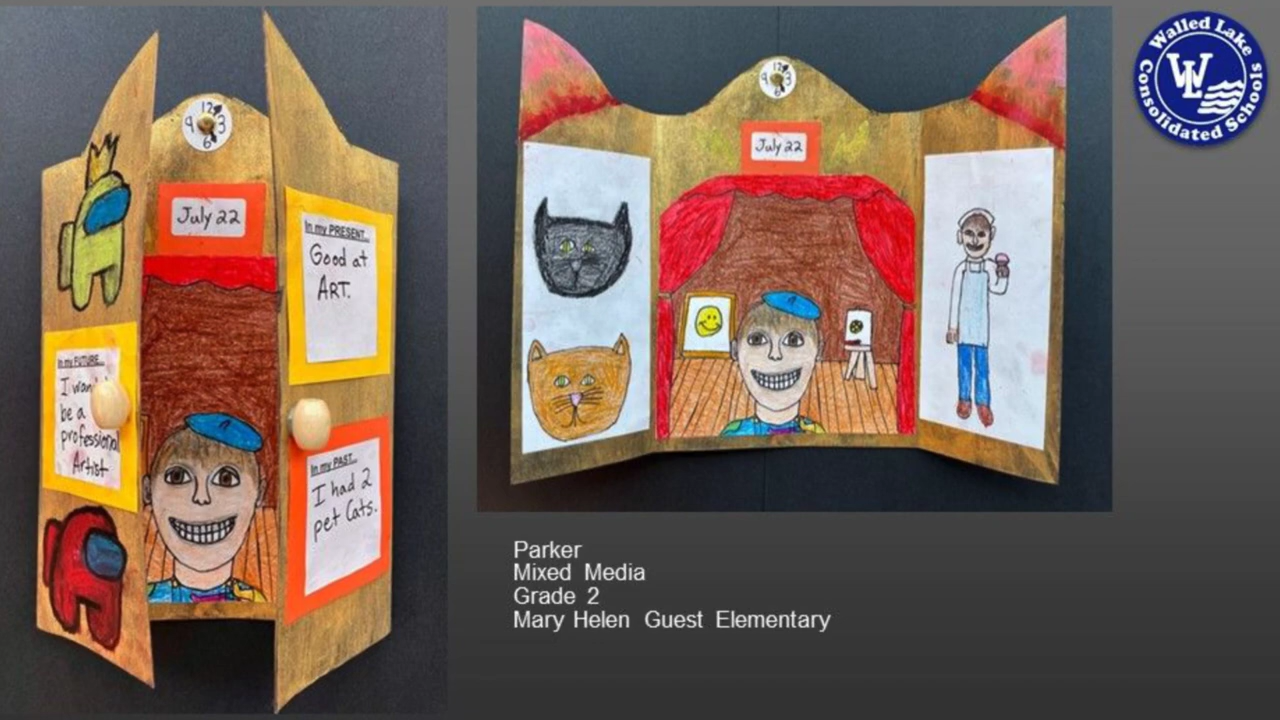 12
9 3
6
July 22
In my PRESENT...
Good at
ART.
In my FUTURE...
I
be a
professional
Artist
In my PAST...
I had 2
pet Cats.
12
9 3
6
July 22
Walled Lake
Consolidated Schools
WL
Parker
Mixed Media
Grade 2
Mary Helen Guest Elementary